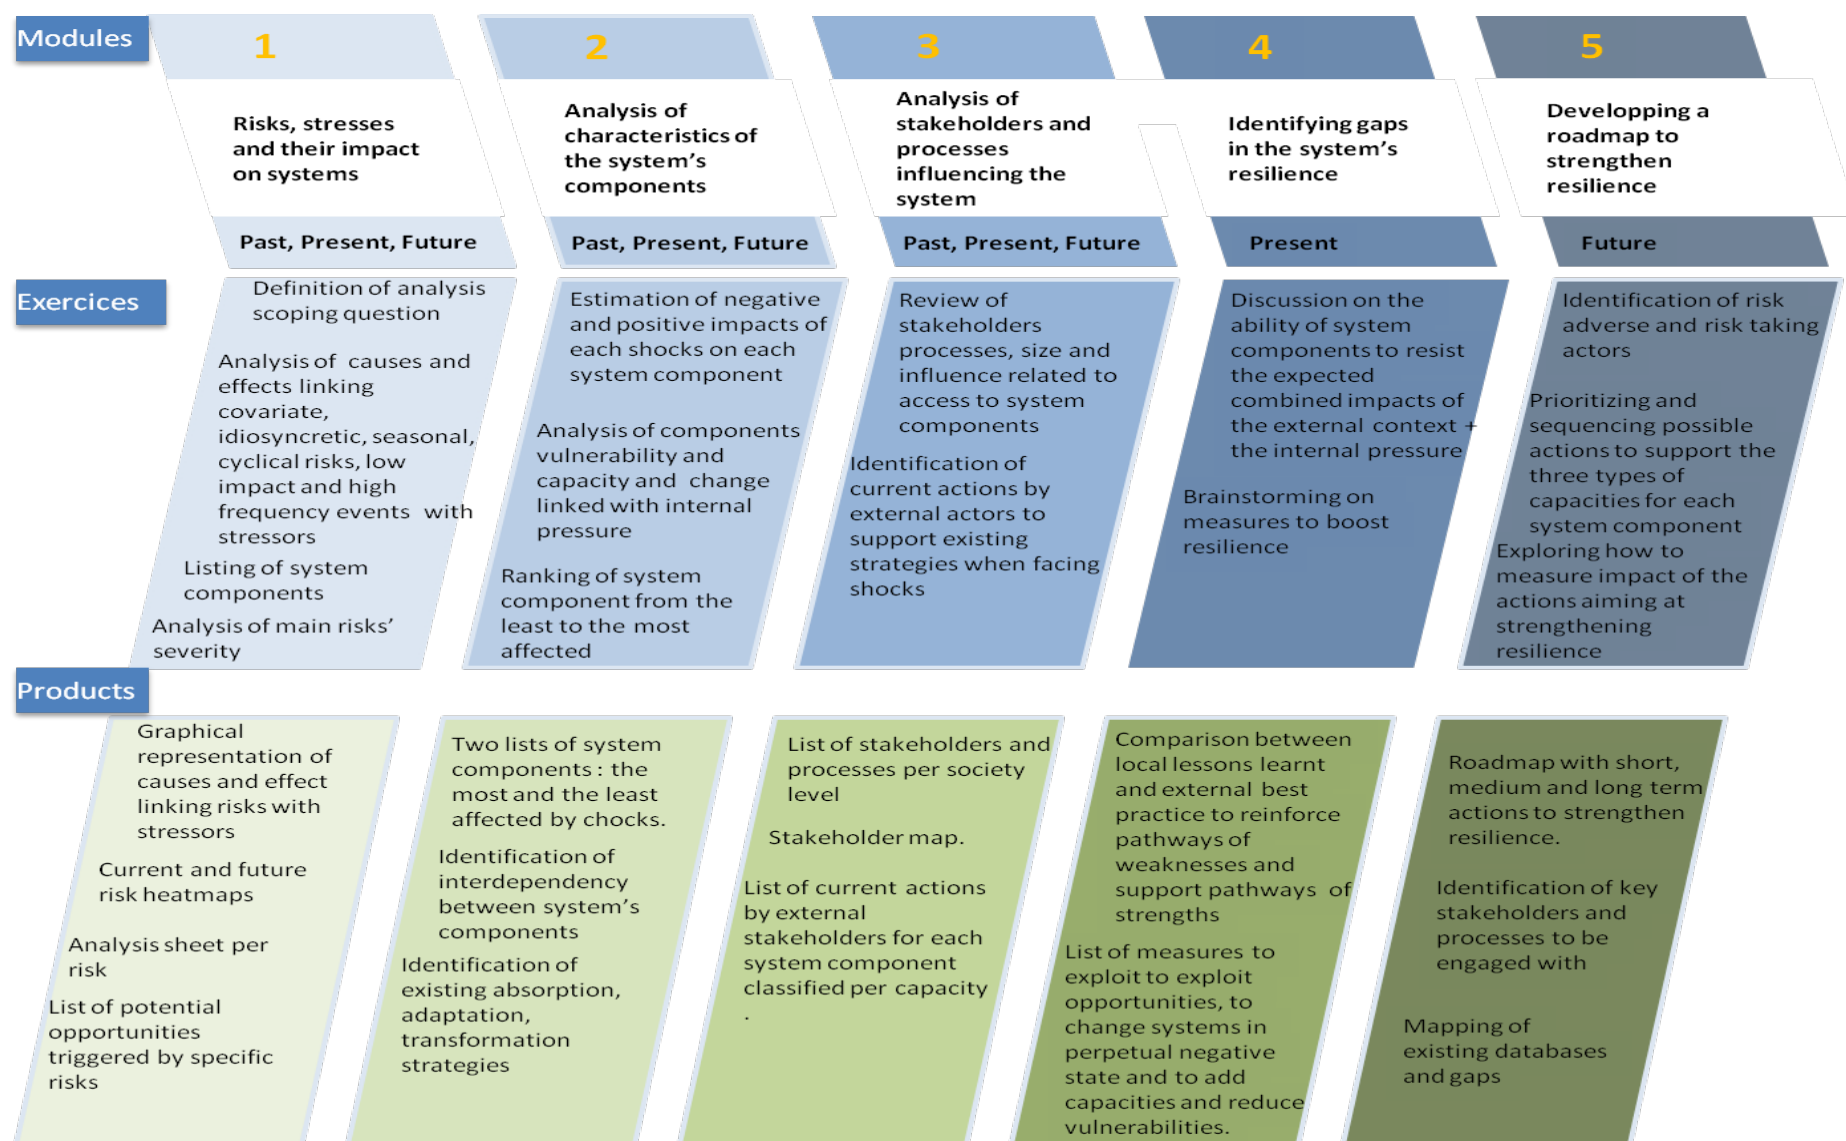 Modules
1
2
3
4
5
Risks, stresses
and their impact
on systems
Analysis of
characteristics of
the system's
components
Analysis of
stakeholders and
processes
influencing the
system
Identifying gaps
in the system's
resilience
Developping a
roadmap to
strengthen
resilience
Past, Present, Future
Past, Present, Future
Past, Present, Future
Present
Future
Exercices
Definition of analysis
scoping question
Analysis of causes and
effects linking
covariate,
idiosyncretic, seasonal,
cyclical risks, low
impact and high
frequency events with
stressors
Listing of system
components
Analysis of main risks'
severity
Estimation of negative
and positive impacts of
each shocks on each
system component
Analysis of components
vulnerability and
capacity and change
linked with internal
pressure
Ranking of system
component from the
least to the most
affected
Review of
stakeholders
processes, size and
influence related to
access to system
components
Identification of
current actions by
external actors to
support existing
strategies when facing
shocks
Discussion on the
ability of system
components to resist
the expected
combined impacts of
the external context +
the internal pressure
Brainstorming on
measures to boost
resilience
Identification of risk
adverse and risk taking
actors
Prioritizing and
sequencing possible
actions to support the
three types of
capacities for each
system component
Exploring how to
measure impact of the
actions aiming at
strengthening
resilience
Products
Graphical
representation of
causes and effect
linking risks with
stressors
Current and future
risk heatmaps
Analysis sheet per
risk
List of potential
opportunities
triggered by specific
risks
Two lists of system
components : the
most and the least
affected by chocks.
Identification of
interdependency
between system's
components
Identification of
existing absorption,
adaptation,
transformation
strategies
List of stakeholders and
processes per society
level
Stakeholder map.
List of current actions
by external
stakeholders for each
system component
classified per capacity
.
Comparison between
local lessons learnt
and external best
practice to reinforce
pathways of
weaknesses and
support pathways of
strengths
List of measures to
exploit to exploit
opportunities, to
change systems in
perpetual negative
state and to add
capacities and reduce
vulnerabilities.
Roadmap with short,
medium and long term
actions to strengthen
resilience.
Identification of key
stakeholders and
processes to be
engaged with
Mapping of
existing databases
and gaps